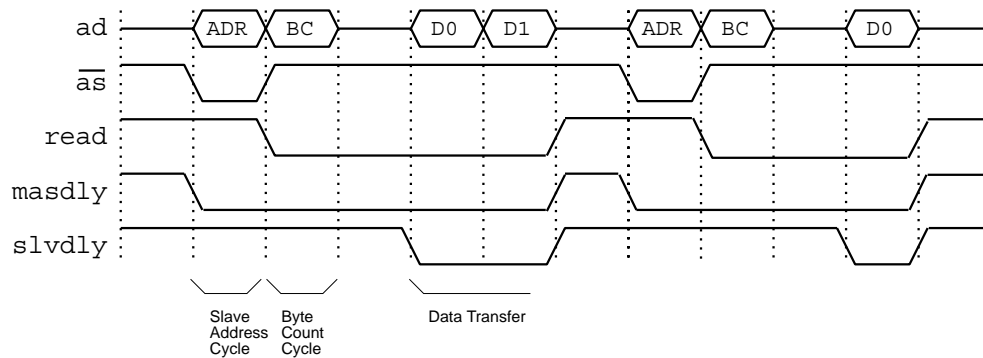 ad ADR BC D0 D1 ADR BC D0
as
read
masdly
slvdly
Slave Address Cycle
Byte Count Cycle
Data Transfer